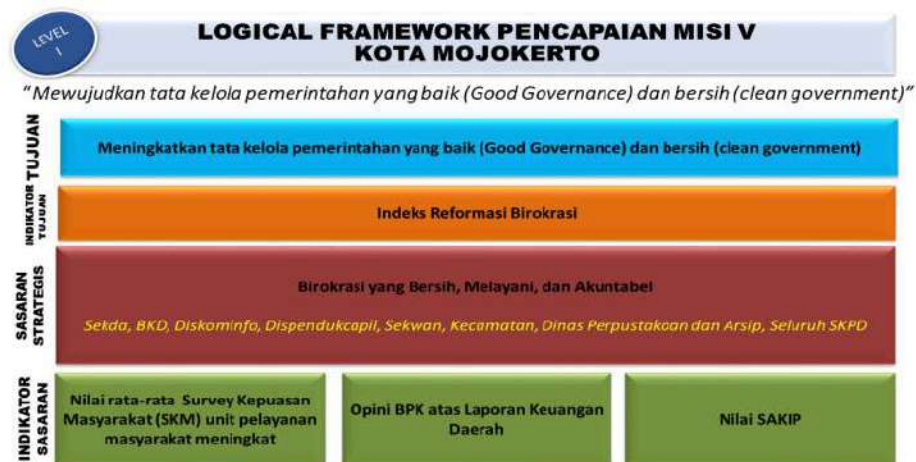 LEVEL
I
LOGICAL FRAMEWORK PENCAPAIAN MISI V
KOTA MOJOKERTO
"Mewujudkan tata kelola pemerintahan yang baik (Good Governance) dan bersih (clean government)"
TUJUAN
Meningkatkan tata kelola pemerintahan yang baik (Good Governance) dan bersih (clean government)
INDIKATOR
TUJUAN
Indeks Reformasi Birokrasi
SASARAN
STRATEGIS
Birokrasi yang Bersih, Melayani, dan Akuntabel
Sekda, BKD, Diskominfo, Dispendukcapil, Sekwan, Kecamatan, Dinas Perpustakaan dan Arsip, Seluruh SKPD
INDIKATOR
SASARAN
Nilai rata-rata Survey Kepuasan
Masyarakat (SKM) unit pelayanan
masyarakat meningkat
Opini BPK atas Laporan Keuangan
Daerah
Nilai SAKIP